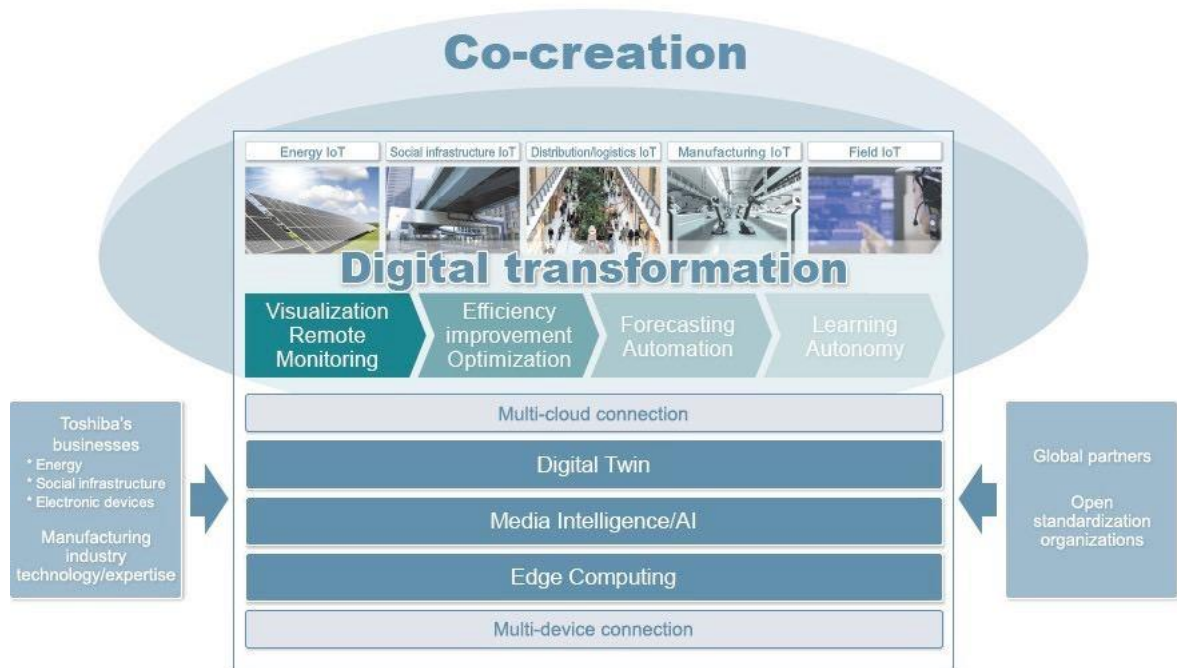 Co-creation
Energy IoT
Social infrastructure IoT
Distribution/logistics IoT
Manufacturing IoT
Field IoT
Digital transformation
Visualization
Remote
Monitoring
Efficiency
improvement
Optimization
Forecasting
Automation
Learning
Autonomy
Toshiba's
businesses
* Energy
* Social infrastructure
* Electronic devices
Manufacturing
industry
technology/expertise
Multi-cloud connection
Digital Twin
Media Intelligence/AI
Edge Computing
Multi-device connection
Global partners
Open
standardization
organizations